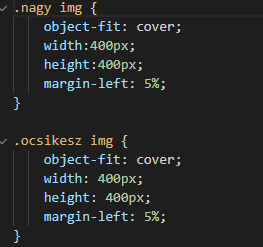 .nagy img {
object-fit: cover;
width:400px;
height:400px;
margin-left: 5%;
}
.ocsikesz img {
object-fit: cover;
width: 400px;
height: 400px;
margin-left: 5%;
}